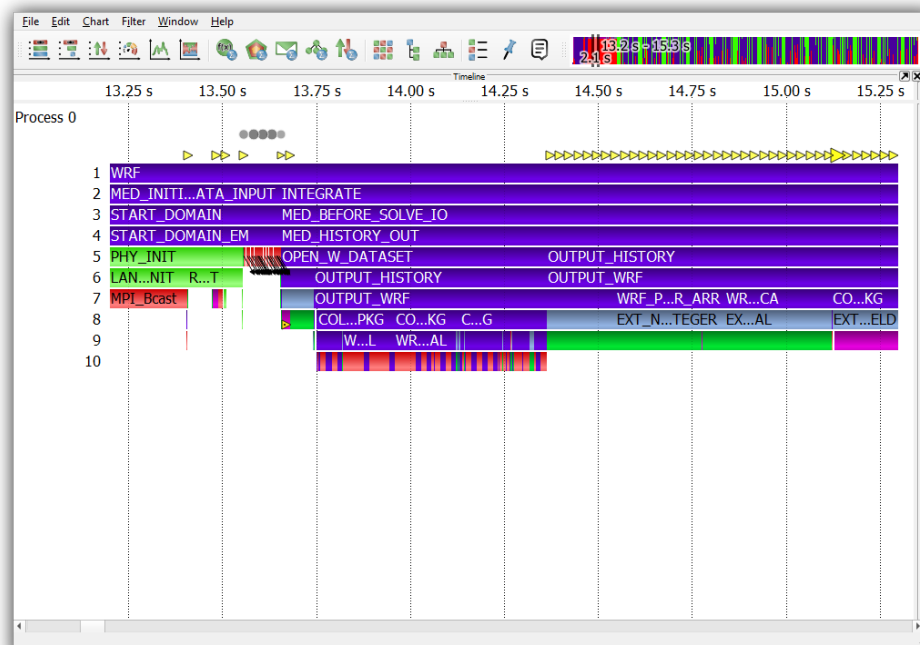 File Edit Chart Filter Window Help
13.2 s - 15.3 s
2.1 s
Timeline
13.25 s 13.50 s 13.75 s 14.00 s 14.25 s 14.50 s 14.75 s 15.00 s 15.25 s
Process 0
1 WRF
2 MED_INITI...ATA_INPUT INTEGRATE
3 START_DOMAIN MED_BEFORE_SOLVE_IO
4 START_DOMAIN_EM MED_HISTORY_OUT
5 PHY_INIT OPEN_W_DATASET OUTPUT_HISTORY
6 LAN...NIT R...T OUTPUT_HISTORY OUTPUT_WRF
7 MPI_Bcast OUTPUT_WRF WRF_P...R_ARR WR...CA CO...KG
8 COL...PKG CO...KG C...G EXT_N...TEGER EX...AL EXT...ELD
9 W...L WR...AL
10